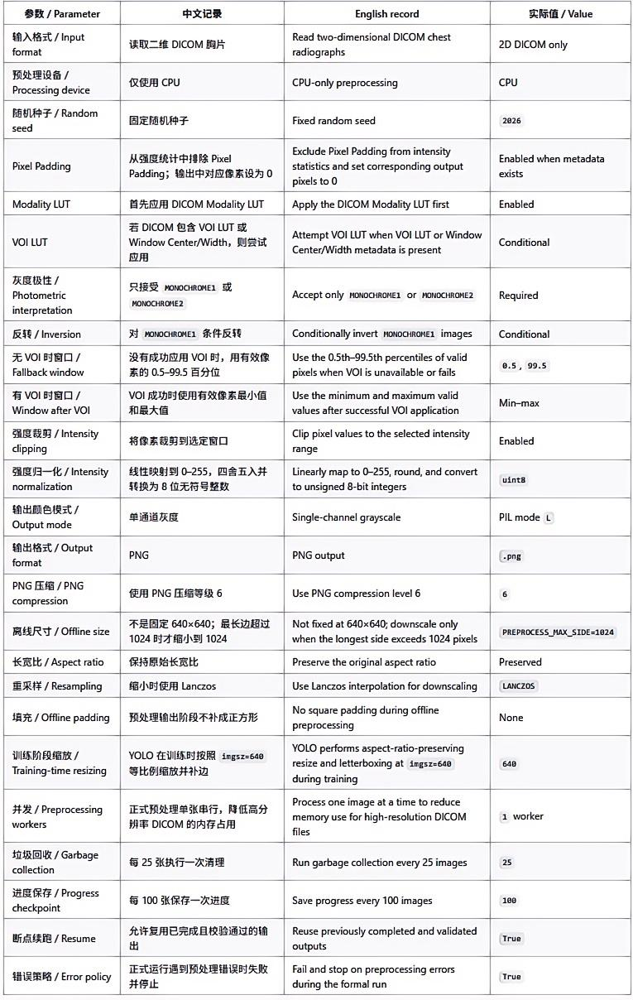 参数 / Parameter
中文记录
English record
实际值 / Value
输入格式 / Input
format
读取二维 DICOM 胸片
Read two-dimensional DICOM chest
radiographs
2D DICOM only
预处理设备 /
Processing device
仅使用 CPU
CPU-only preprocessing
CPU
随机种子 / Random
seed
固定随机种子
Fixed random seed
2026
Pixel Padding
从强度统计中排除 Pixel
Padding；输出中对应像素设为 0
Exclude Pixel Padding from intensity
statistics and set corresponding output
pixels to 0
Enabled when metadata
exists
Modality LUT
首先应用 DICOM Modality LUT
Apply the DICOM Modality LUT first
Enabled
VOI LUT
若 DICOM 包含 VOI LUT 或
Window Center/Width，则尝试
应用
Attempt VOI LUT when VOI LUT or Window
Center/Width metadata is present
Conditional
灰度极性 /
Photometric
interpretation
只接受 MONOCHROME1 或
MONOCHROME2
Accept only MONOCHROME1 or MONOCHROME2
Required
反转 / Inversion
对 MONOCHROME1 条件反转
Conditionally invert MONOCHROME1 images
Conditional
无 VOI 时窗口 /
Fallback window
没有成功应用 VOI 时，用有效像
素的 0.5–99.5 百分位
Use the 0.5th–99.5th percentiles of valid
pixels when VOI is unavailable or fails
0.5, 99.5
有 VOI 时窗口 /
Window after VOI
VOI 成功时使用有效像素最小值
和最大值
Use the minimum and maximum valid
values after successful VOI application
Min–max
强度裁剪 / Intensity
clipping
将像素裁剪到选定窗口
Clip pixel values to the selected intensity
range
Enabled
强度归一化 / Intensity
normalization
线性映射到 0–255，四舍五入并
转换为 8 位无符号整数
Linearly map to 0–255, round, and convert
to unsigned 8-bit integers
uint8
输出颜色模式 /
Output mode
单通道灰度
Single-channel grayscale
PIL mode L
输出格式 / Output
format
PNG
PNG output
.png
PNG 压缩 / PNG
compression
使用 PNG 压缩等级 6
Use PNG compression level 6
6
离线尺寸 / Offline size
不是固定 640×640；最长边超过
1024 时才缩小到 1024
Not fixed at 640×640; downscale only
when the longest side exceeds 1024 pixels
PREPROCESS_MAX_SIDE=1024
长宽比 / Aspect ratio
保持原始长宽比
Preserve the original aspect ratio
Preserved
重采样 / Resampling
缩小时使用 Lanczos
Use Lanczos interpolation for downscaling
LANCZOS
填充 / Offline padding
预处理输出阶段不补成正方形
No square padding during offline
preprocessing
None
训练阶段缩放 /
Training-time resizing
YOLO 在训练时按照 imgsz=640
等比例缩放并补边
YOLO performs aspect-ratio-preserving
resize and letterboxing at imgsz=640
during training
640
并发 / Preprocessing
workers
正式预处理单张串行，降低高分
辨率 DICOM 的内存占用
Process one image at a time to reduce
memory use for high-resolution DICOM
files
1 worker
垃圾回收 / Garbage
collection
每 25 张执行一次清理
Run garbage collection every 25 images
25
进度保存 / Progress
checkpoint
每 100 张保存一次进度
Save progress every 100 images
100
断点续跑 / Resume
允许复用已完成且校验通过的输
出
Reuse previously completed and validated
outputs
True
错误策略 / Error policy
正式运行遇到预处理错误时失败
并停止
Fail and stop on preprocessing errors
during the formal run
True